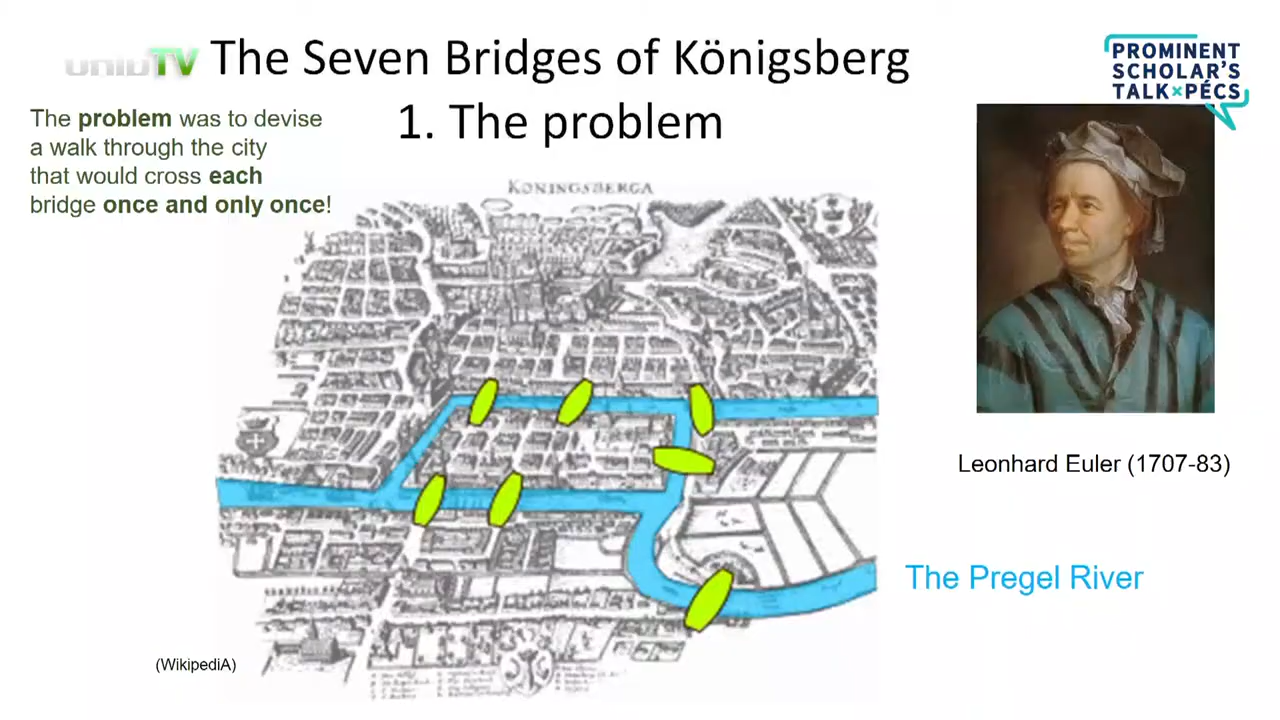 unibTV
The Seven Bridges of Königsberg
1. The problem
PROMINENT
SCHOLAR'S
TALK×PÉCS
The problem was to devise
a walk through the city
that would cross each
bridge once and only once!
KONINGSBERGA
Leonhard Euler (1707-83)
The Pregel River
(WikipediA)